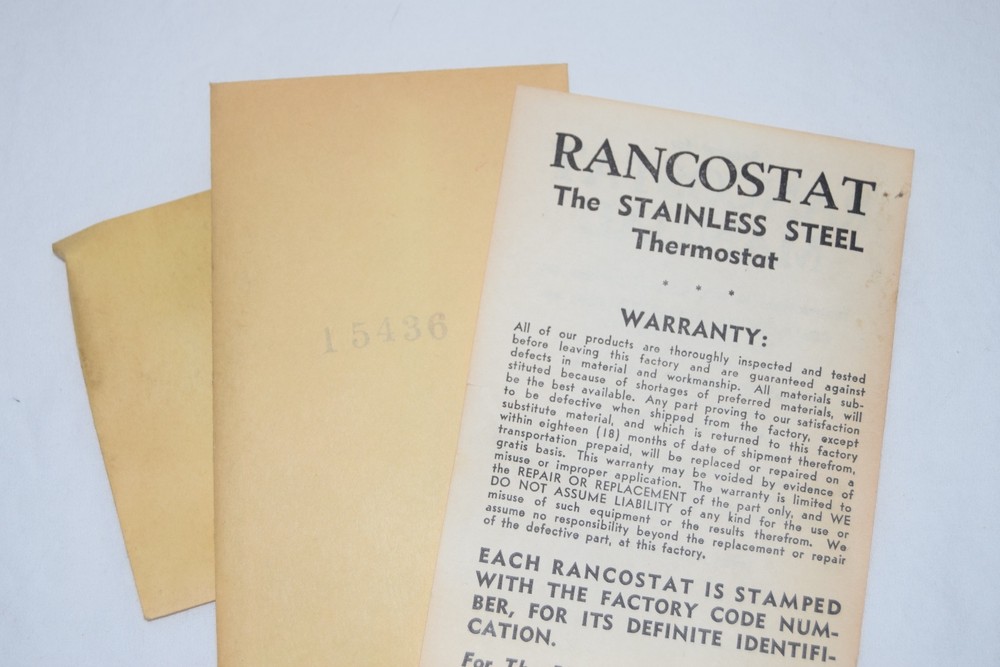 15436
RANCOSTAT
The STAINLESS STEEL
Thermostat
* * *
WARRANTY:
All of our products are thoroughly inspected and tested
before leaving this factory and are guaranteed against
defects in material and workmanship. All materials sub-
stituted because of shortages of preferred materials, will
be the best available. Any part proving to our satisfaction
to be defective when shipped from the factory, except
substitute material, and which is returned to this factory
within eighteen (18) months of date of shipment therefrom,
transportation prepaid, will be replaced or repaired on a
gratis basis. This warranty may be voided by evidence of
misuse or improper application. The warranty is limited to
the REPAIR OR REPLACEMENT of the part only, and WE
DO NOT ASSUME LIABILITY of any kind for the use or
misuse of such equipment or the results therefrom. We
assume no responsibility beyond the replacement or repair
of the defective part, at this factory.
EACH RANCOSTAT IS STAMPED
WITH THE FACTORY CODE NUM-
BER, FOR ITS DEFINITE IDENTIFI-
CATION.
For The